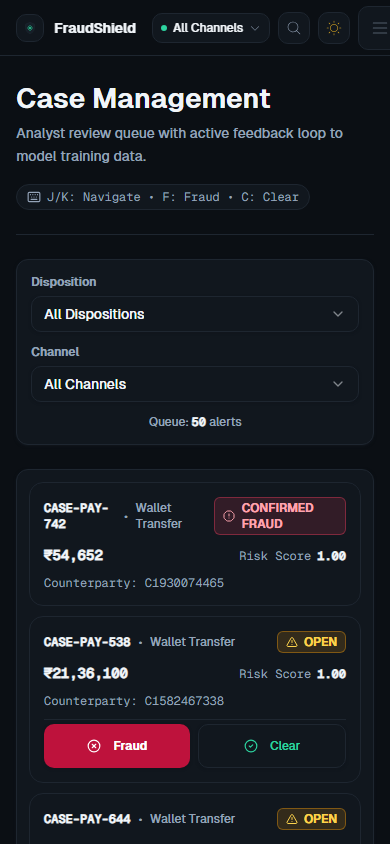 FraudShield
All Channels
Case Management
Analyst review queue with active feedback loop to
model training data.
J/K: Navigate • F: Fraud • C: Clear
Disposition
All Dispositions
Channel
All Channels
Queue: 50 alerts
CASE-PAY-
742
• Wallet
Transfer
CONFIRMED
FRAUD
₹54,652
Risk Score 1.00
Counterparty: C1930074465
CASE-PAY-538 • Wallet Transfer
OPEN
₹21,36,100
Risk Score 1.00
Counterparty: C1582467338
Fraud
Clear
CASE-PAY-644 • Wallet Transfer
OPEN